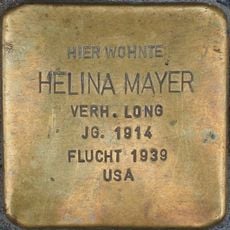 HIER WOHNTE
HELINA MAYER
VERH. LONG
JG. 1914
FLUCHT 1939
USA